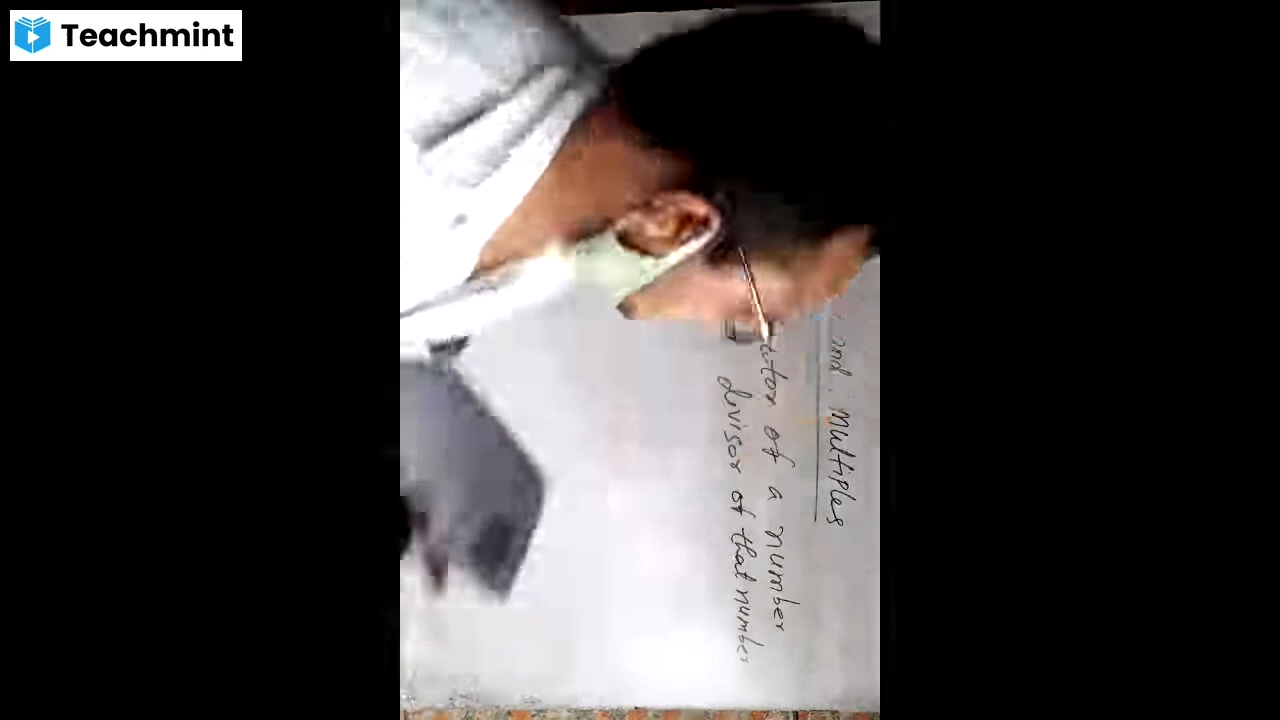 Teachmint
and multiples
of a number
divisor of that number